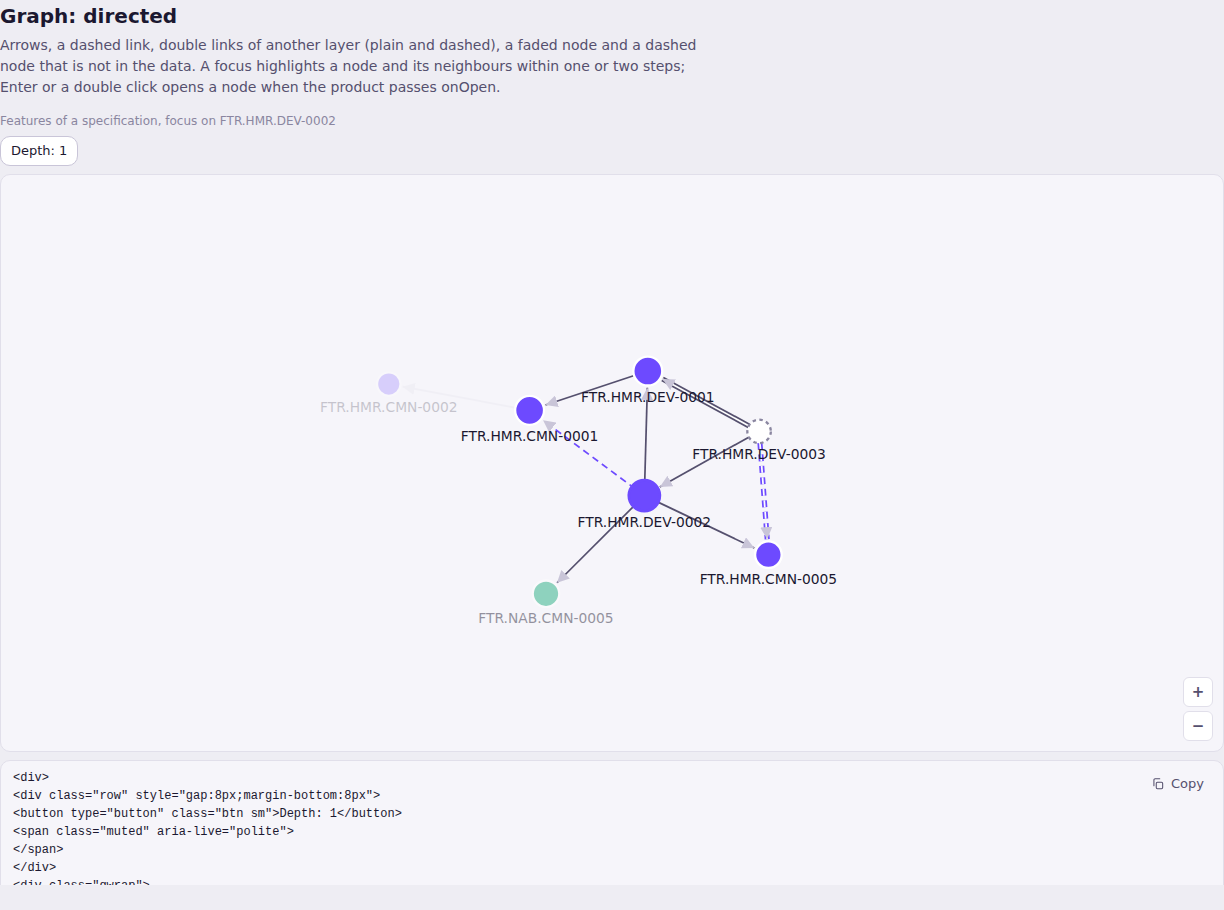 Graph: directed
Arrows, a dashed link, double links of another layer (plain and dashed), a faded node and a dashed
node that is not in the data. A focus highlights a node and its neighbours within one or two steps;
Enter or a double click opens a node when the product passes onOpen.
Features of a specification, focus on FTR.HMR.DEV-0002
Depth: 1
FTR.HMR.DEV-0001
FTR.HMR.CMN-0002
FTR.HMR.CMN-0001
FTR.HMR.DEV-0003
FTR.HMR.DEV-0002
FTR.HMR.CMN-0005
FTR.NAB.CMN-0005
+
−
Copy
<div>
<div class="row" style="gap:8px;margin-bottom:8px">
<button type="button" class="btn sm">Depth: 1</button>
<span class="muted" aria-live="polite">
</span>
</div>
<div class="gwrap">